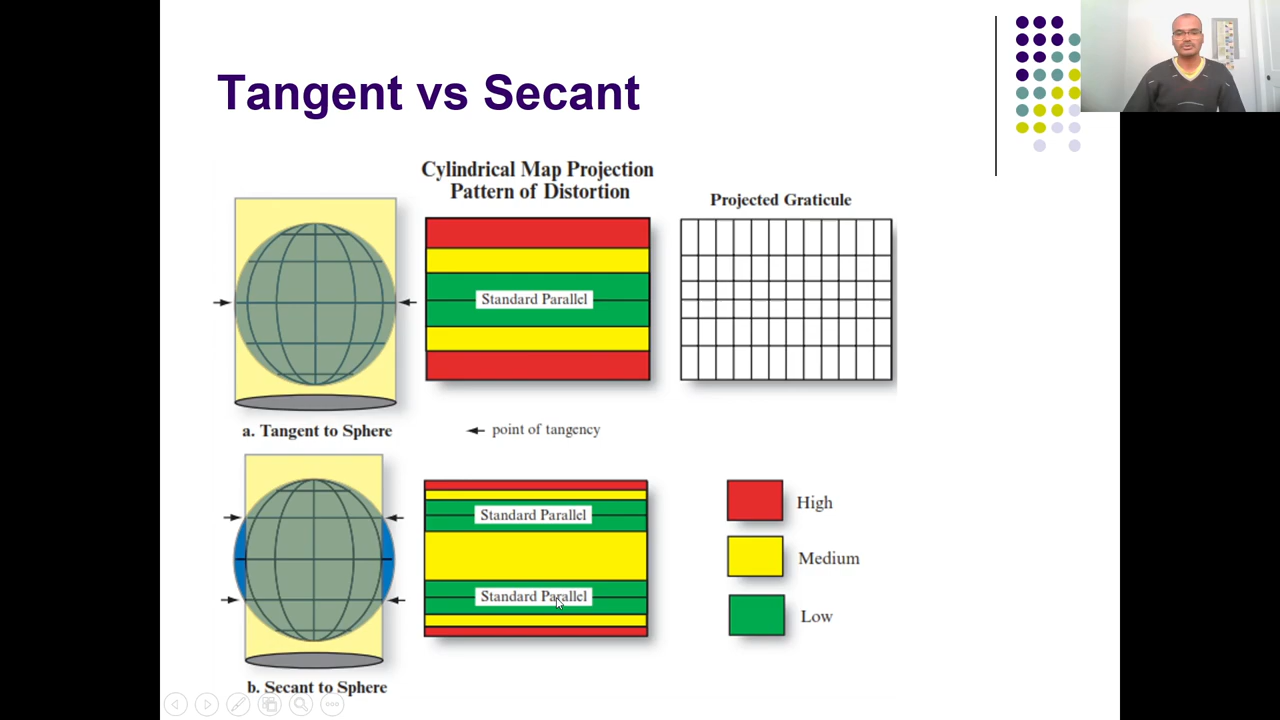 Tangent vs Secant
Cylindrical Map Projection
Pattern of Distortion
Projected Graticule
Standard Parallel
a. Tangent to Sphere
point of tangency
Standard Parallel
Standard Parallel
High
Medium
Low
b. Secant to Sphere